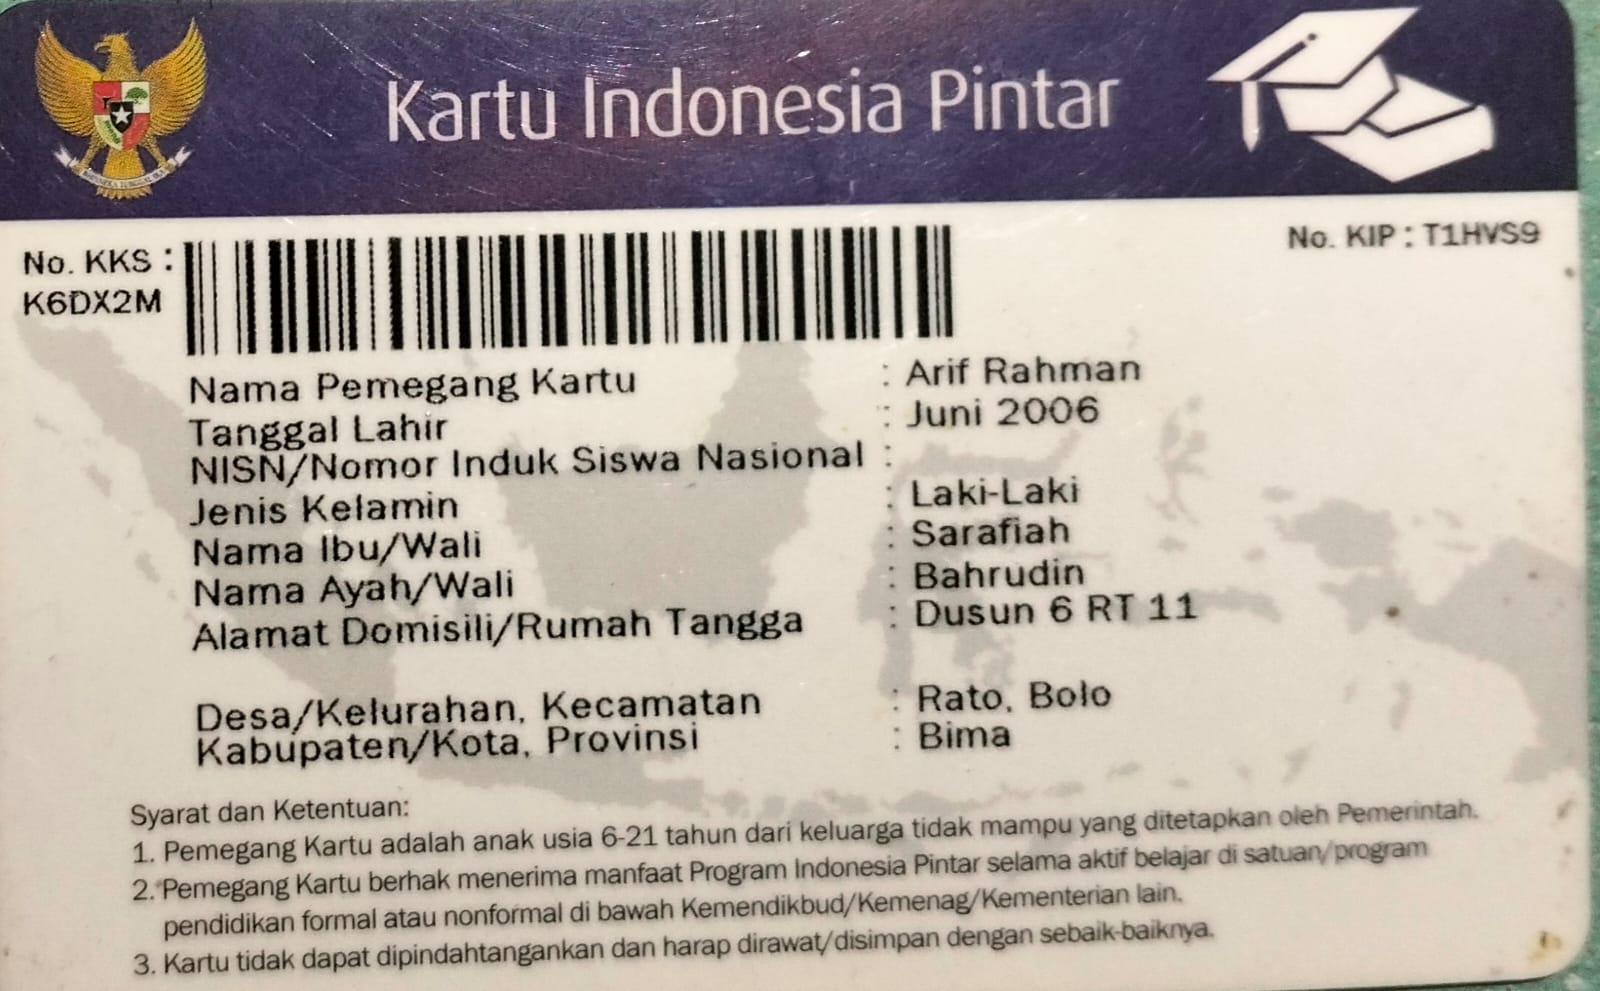 Kartu Indonesia Pintar
No. KKS :
K6DX2M
No. KIP : T1HVS9
Nama Pemegang Kartu : Arif Rahman
Tanggal Lahir : Juni 2006
NISN/Nomor Induk Siswa Nasional :
Jenis Kelamin : Laki-Laki
Nama Ibu/Wali : Sarafiah
Nama Ayah/Wali : Bahrudin
Alamat Domisili/Rumah Tangga : Dusun 6 RT 11
Desa/Kelurahan, Kecamatan : Rato, Bolo
Kabupaten/Kota, Provinsi : Bima
Syarat dan Ketentuan:
1. Pemegang Kartu adalah anak usia 6-21 tahun dari keluarga tidak mampu yang ditetapkan oleh Pemerintah.
2. Pemegang Kartu berhak menerima manfaat Program Indonesia Pintar selama aktif belajar di satuan/program
pendidikan formal atau nonformal di bawah Kemendikbud/Kemenag/Kementerian lain.
3. Kartu tidak dapat dipindahtangankan dan harap dirawat/disimpan dengan sebaik-baiknya.